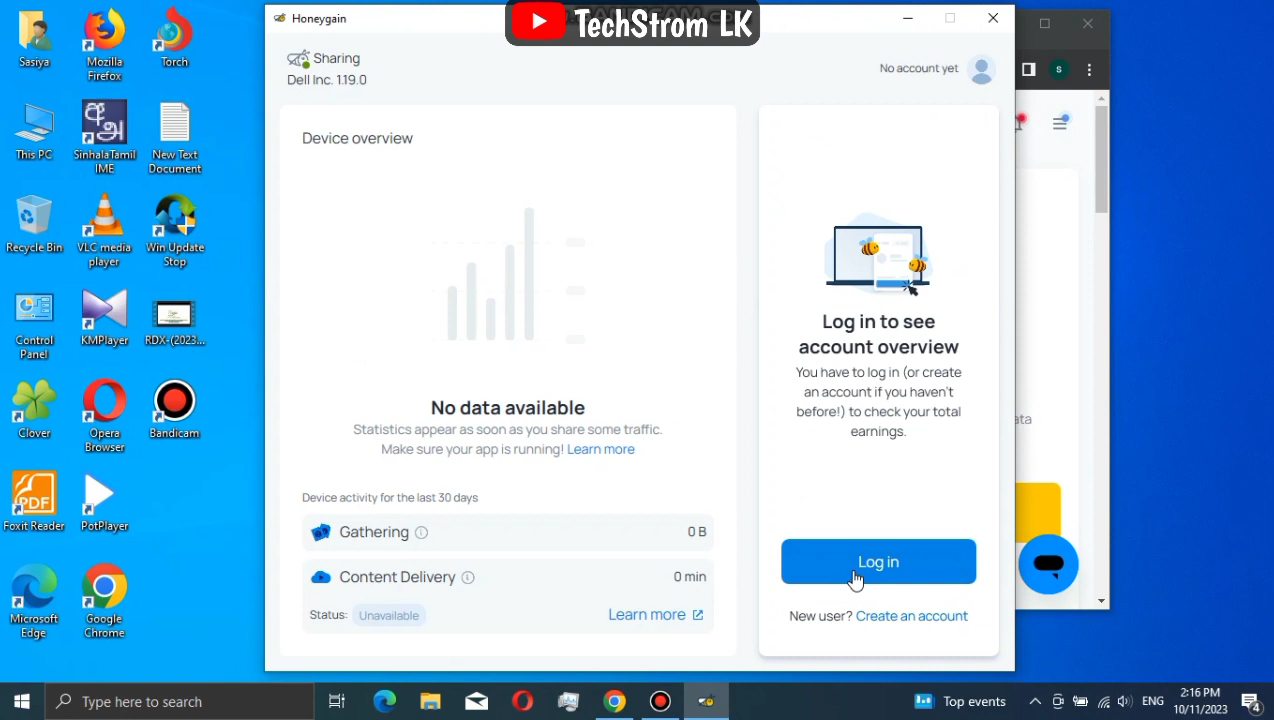 Sasiya
Mozilla
Firefox
Torch
This PC
SinhalaTamil
IME
New Text
Document
Recycle Bin
VLC media
player
Win Update
Stop
Control
Panel
KMPlayer
RDX-(2023...
Clover
Opera
Browser
Bandicam
Foxit Reader
PotPlayer
Microsoft
Edge
Google
Chrome
PDF
Honeygain
TechStrom LK
Sharing
Dell Inc. 1.19.0
No account yet
Device overview
No data available
Statistics appear as soon as you share some traffic.
Make sure your app is running! Learn more
Device activity for the last 30 days
Gathering
0 B
Content Delivery
0 min
Status: Unavailable
Learn more
Log in to see
account overview
You have to log in (or create
an account if you haven't
before!) to check your total
earnings.
Log in
New user? Create an account
s
ata
Type here to search
Top events
ENG
2:16 PM
10/11/2023
4